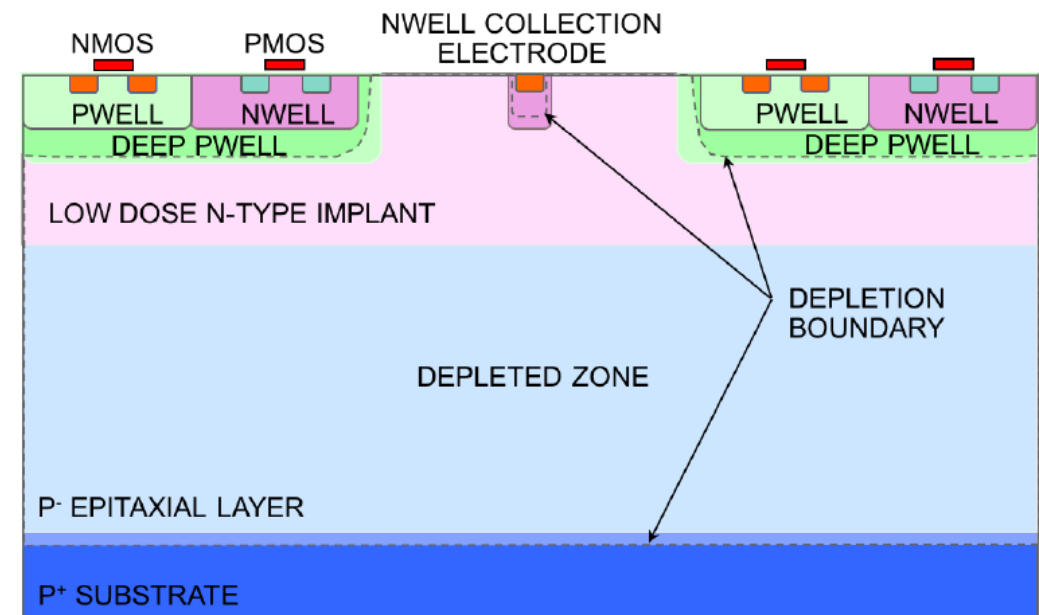 NMOS
PMOS
NWELL COLLECTION
ELECTRODE
PWELL
NWELL
PWELL
NWELL
DEEP PWELL
DEEP PWELL
LOW DOSE N-TYPE IMPLANT
DEPLETION
BOUNDARY
DEPLETED ZONE
P⁻ EPITAXIAL LAYER
P⁺ SUBSTRATE